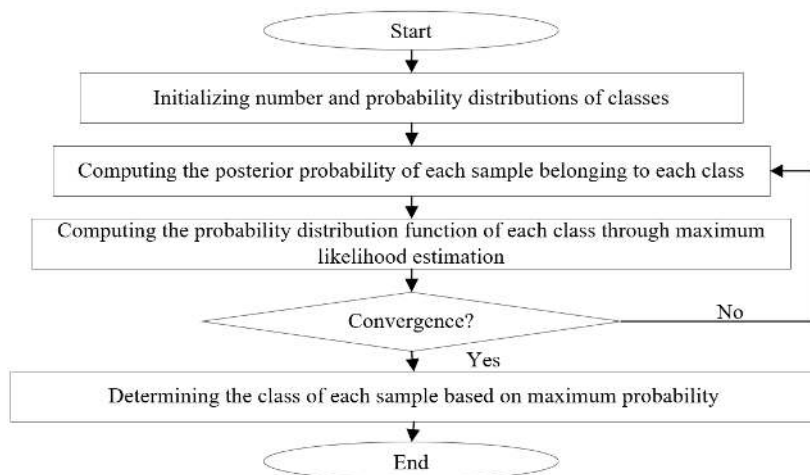 Start
Initializing number and probability distributions of classes
Computing the posterior probability of each sample belonging to each class
Computing the probability distribution function of each class through maximum
likelihood estimation
Convergence?
No
Yes
Determining the class of each sample based on maximum probability
End